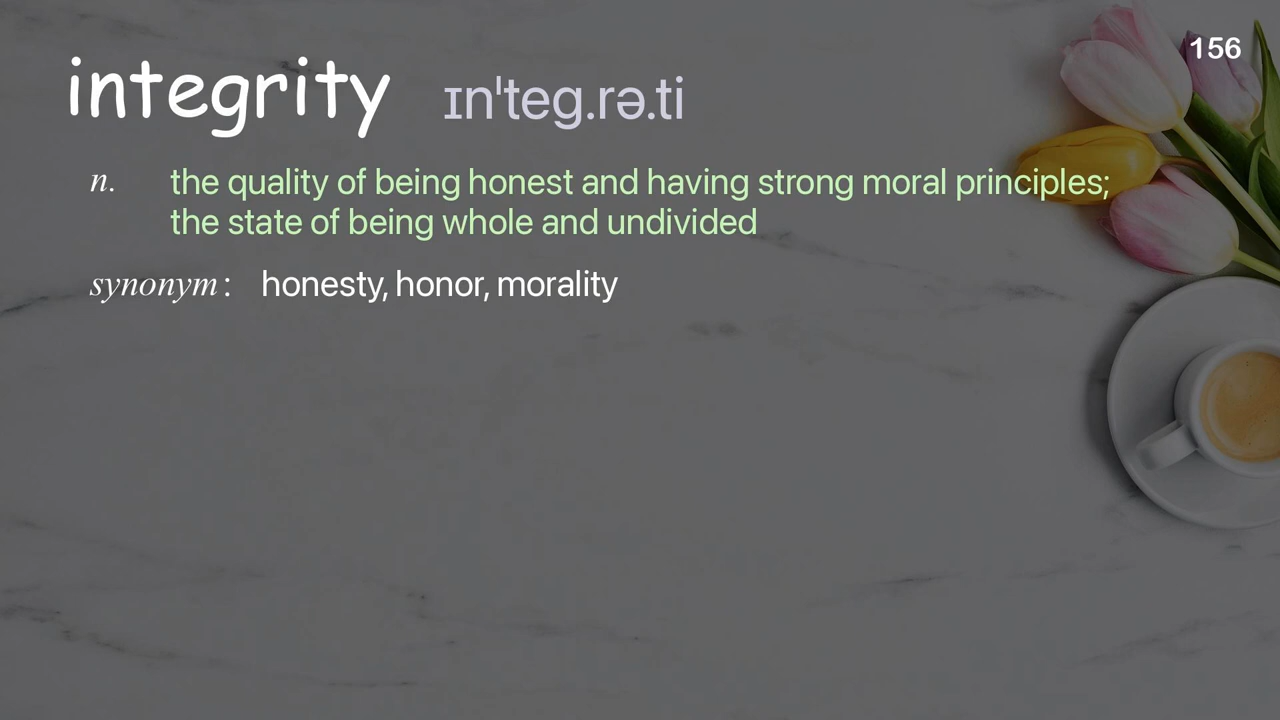 156
integrity ɪnˈteɡ.rə.ti
n. the quality of being honest and having strong moral principles;
the state of being whole and undivided
synonym : honesty, honor, morality